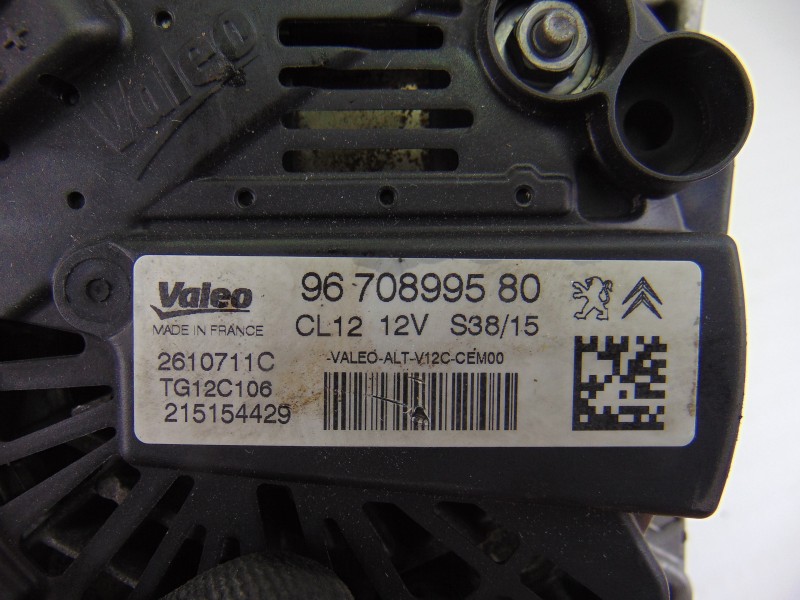 Valeo
Valeo 96 708995 80
MADE IN FRANCE CL12 12V S38/15
2610711C -VALEO-ALT-V12C-CEM00
TG12C106
215154429